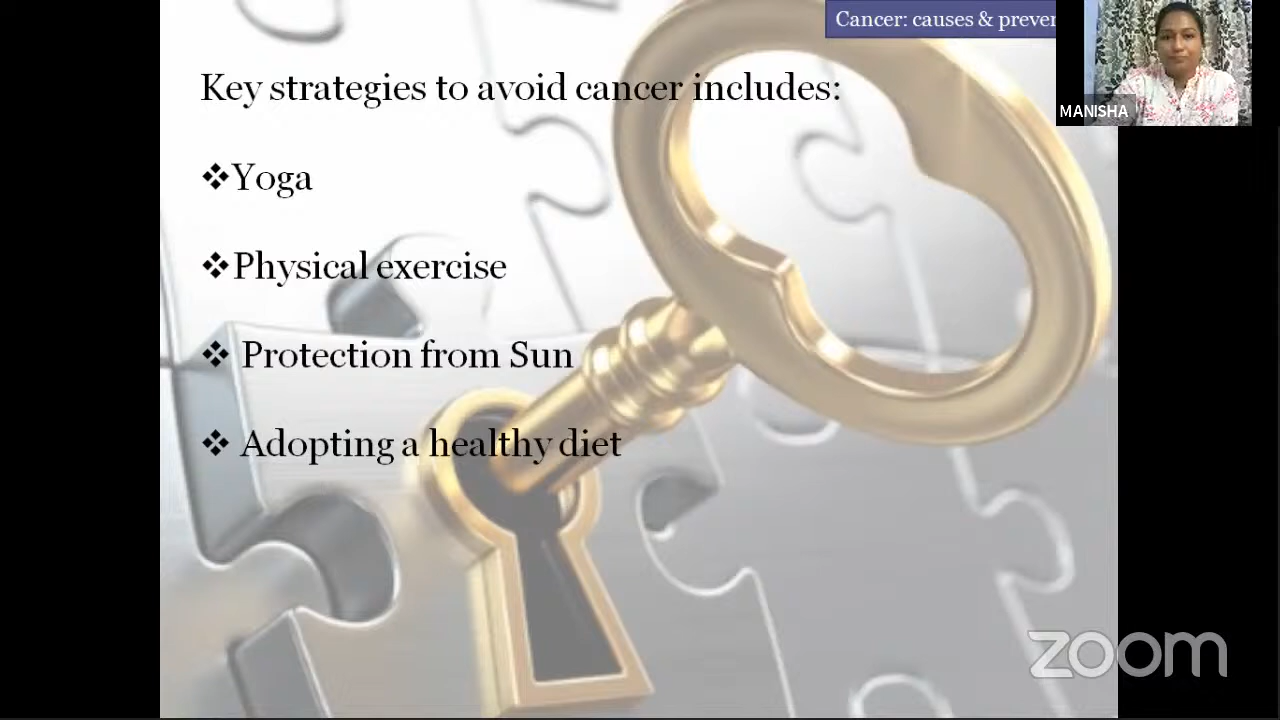 Cancer: causes & prever
Key strategies to avoid cancer includes:
❖Yoga
❖Physical exercise
❖ Protection from Sun
❖ Adopting a healthy diet
MANISHA
zoom